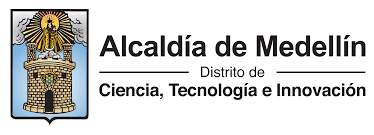 Alcaldía de Medellín
Distrito de
Ciencia, Tecnología e Innovación